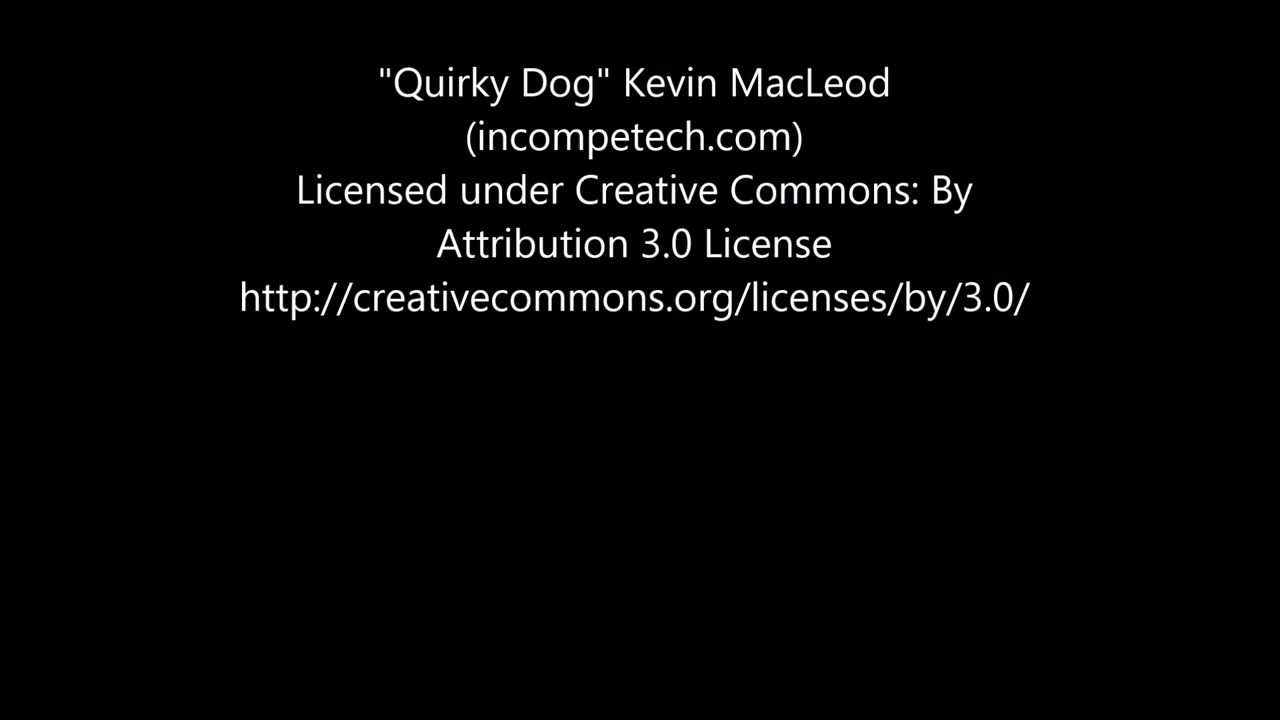 "Quirky Dog" Kevin MacLeod
(incompetech.com)
Licensed under Creative Commons: By
Attribution 3.0 License
http://creativecommons.org/licenses/by/3.0/